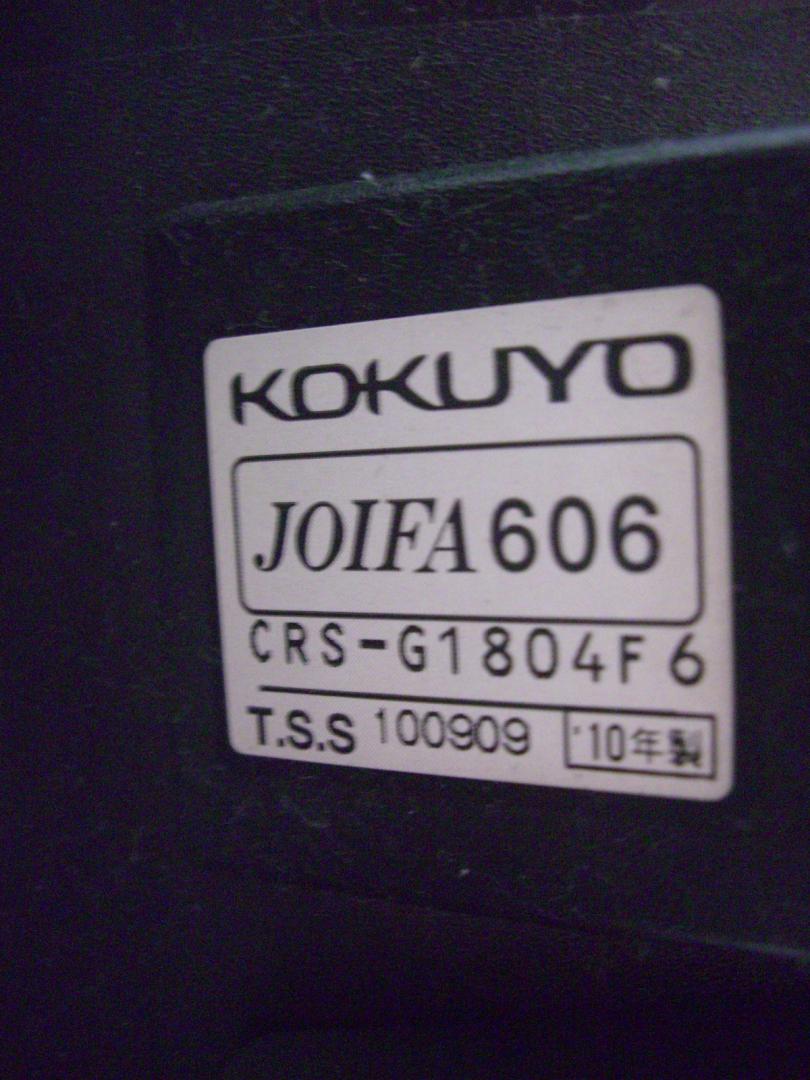 KOKUYO
JOIFA606
CRS-G1804F6
T.S.S 100909 '10年製